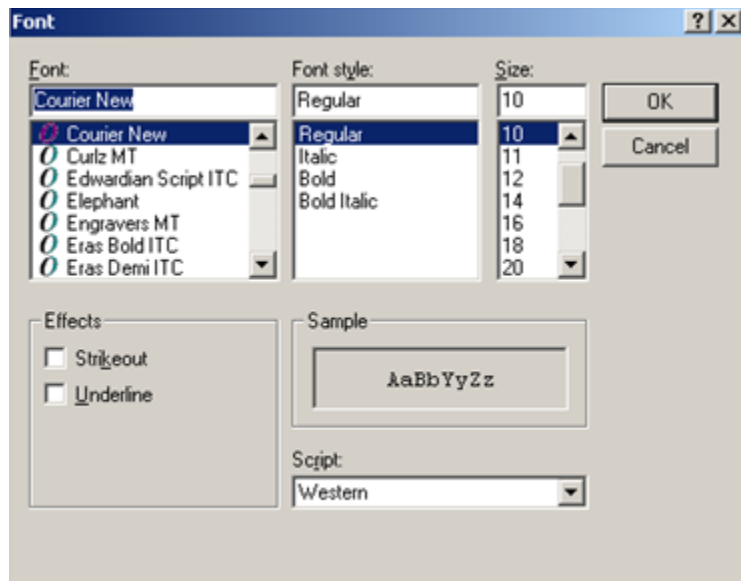 Font
Font: Font style: Size:
Courier New Regular 10 OK
Courier New Regular 10 Cancel
Curlz MT Italic 11
Edwardian Script ITC Bold 12
Elephant Bold Italic 14
Engravers MT 16
Eras Bold ITC 18
Eras Demi ITC 20
Effects Sample
Strikeout
AaBbYyZz
Underline
Script:
Western